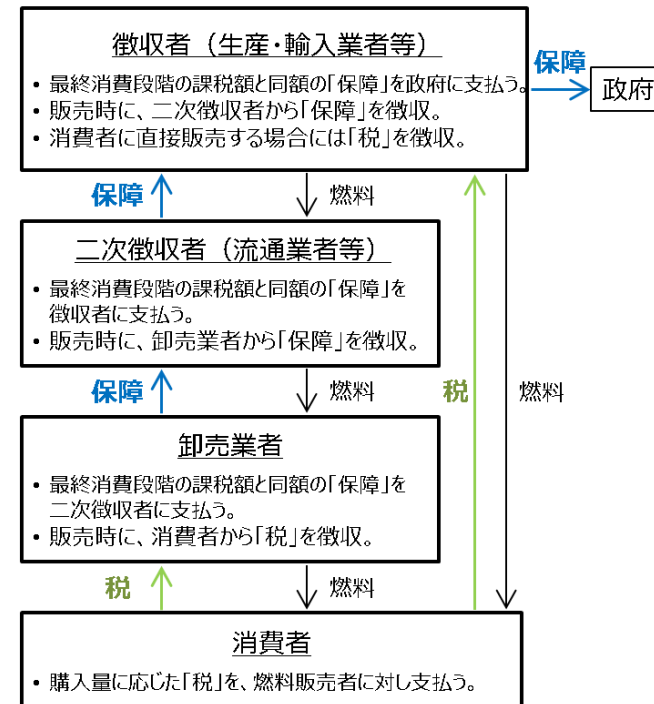 徴収者（生産・輸入業者等）
• 最終消費段階の課税額と同額の「保障」を政府に支払う。
• 販売時に、二次徴収者から「保障」を徴収。
• 消費者に直接販売する場合には「税」を徴収。
保障
政府
保障
燃料
二次徴収者（流通業者等）
• 最終消費段階の課税額と同額の「保障」を
徴収者に支払う。
• 販売時に、卸売業者から「保障」を徴収。
保障
燃料
税
燃料
卸売業者
• 最終消費段階の課税額と同額の「保障」を
二次徴収者に支払う。
• 販売時に、消費者から「税」を徴収。
税
燃料
消費者
• 購入量に応じた「税」を、燃料販売者に対し支払う。